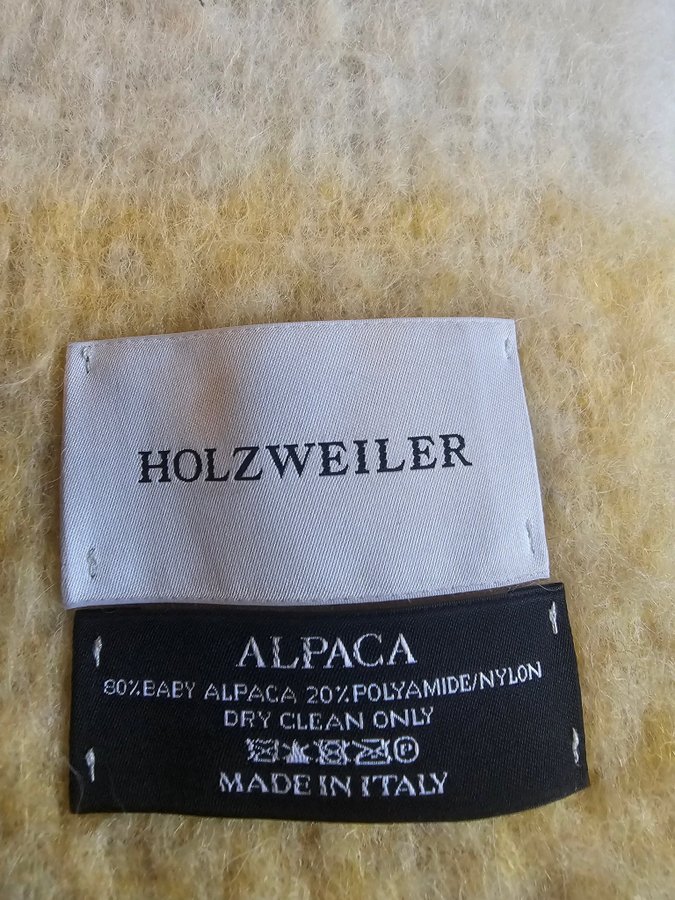 HOLZWEILER
ALPACA
80%BABY ALPACA 20%POLYAMIDE/NYLON
DRY CLEAN ONLY
P
MADE IN ITALY